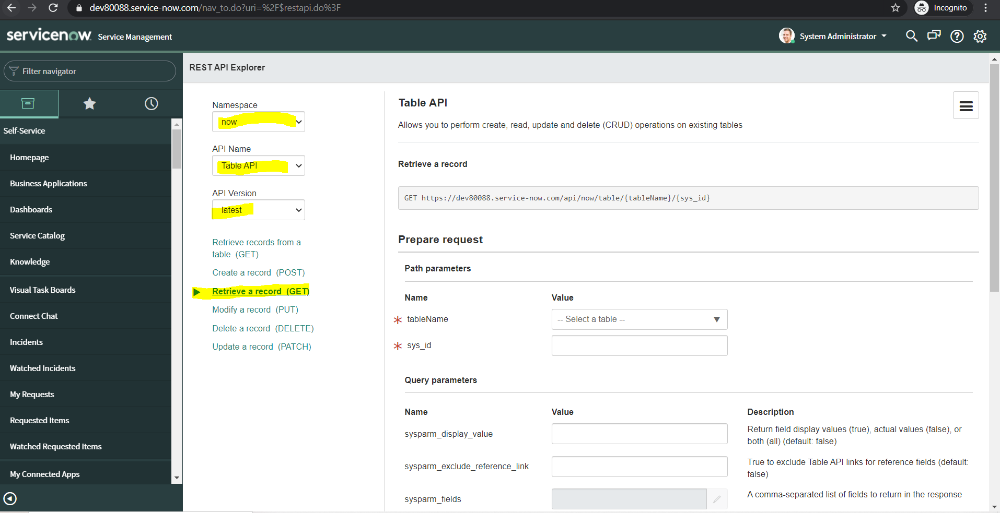 dev80088.service-now.com/nav_to.do?uri=%2F$restapi.do%3F
Incognito
servicenow. Service Management
System Administrator
Filter navigator
Self-Service
Homepage
Business Applications
Dashboards
Service Catalog
Knowledge
Visual Task Boards
Connect Chat
Incidents
Watched Incidents
My Requests
Requested Items
Watched Requested Items
My Connected Apps
REST API Explorer
Namespace
now
API Name
Table API
API Version
latest
Retrieve records from a
table (GET)
Create a record (POST)
Retrieve a record (GET)
Modify a record (PUT)
Delete a record (DELETE)
Update a record (PATCH)
Table API
Allows you to perform create, read, update and delete (CRUD) operations on existing tables
Retrieve a record
GET https://dev80088.service-now.com/api/now/table/{tableName}/{sys_id}
Prepare request
Path parameters
Name Value
* tableName -- Select a table --
* sys_id
Query parameters
Name Value Description
sysparm_display_value Return field display values (true), actual values (false), or
both (all) (default: false)
sysparm_exclude_reference_link True to exclude Table API links for reference fields (default:
false)
sysparm_fields A comma-separated list of fields to return in the response